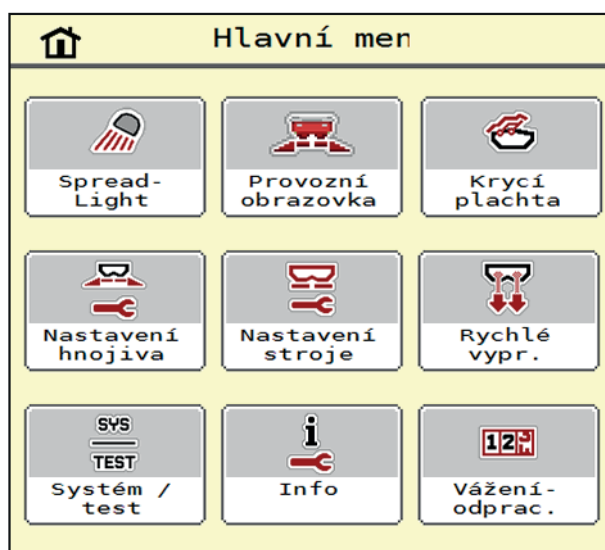 Hlavní men
Spread-
Light
Provozní
obrazovka
Krycí
plachta
Nastavení
hnojiva
Nastavení
stroje
Rychlé
vypr.
SYS
TEST
Systém /
test
i
Info
12
Vážení-
odprac.